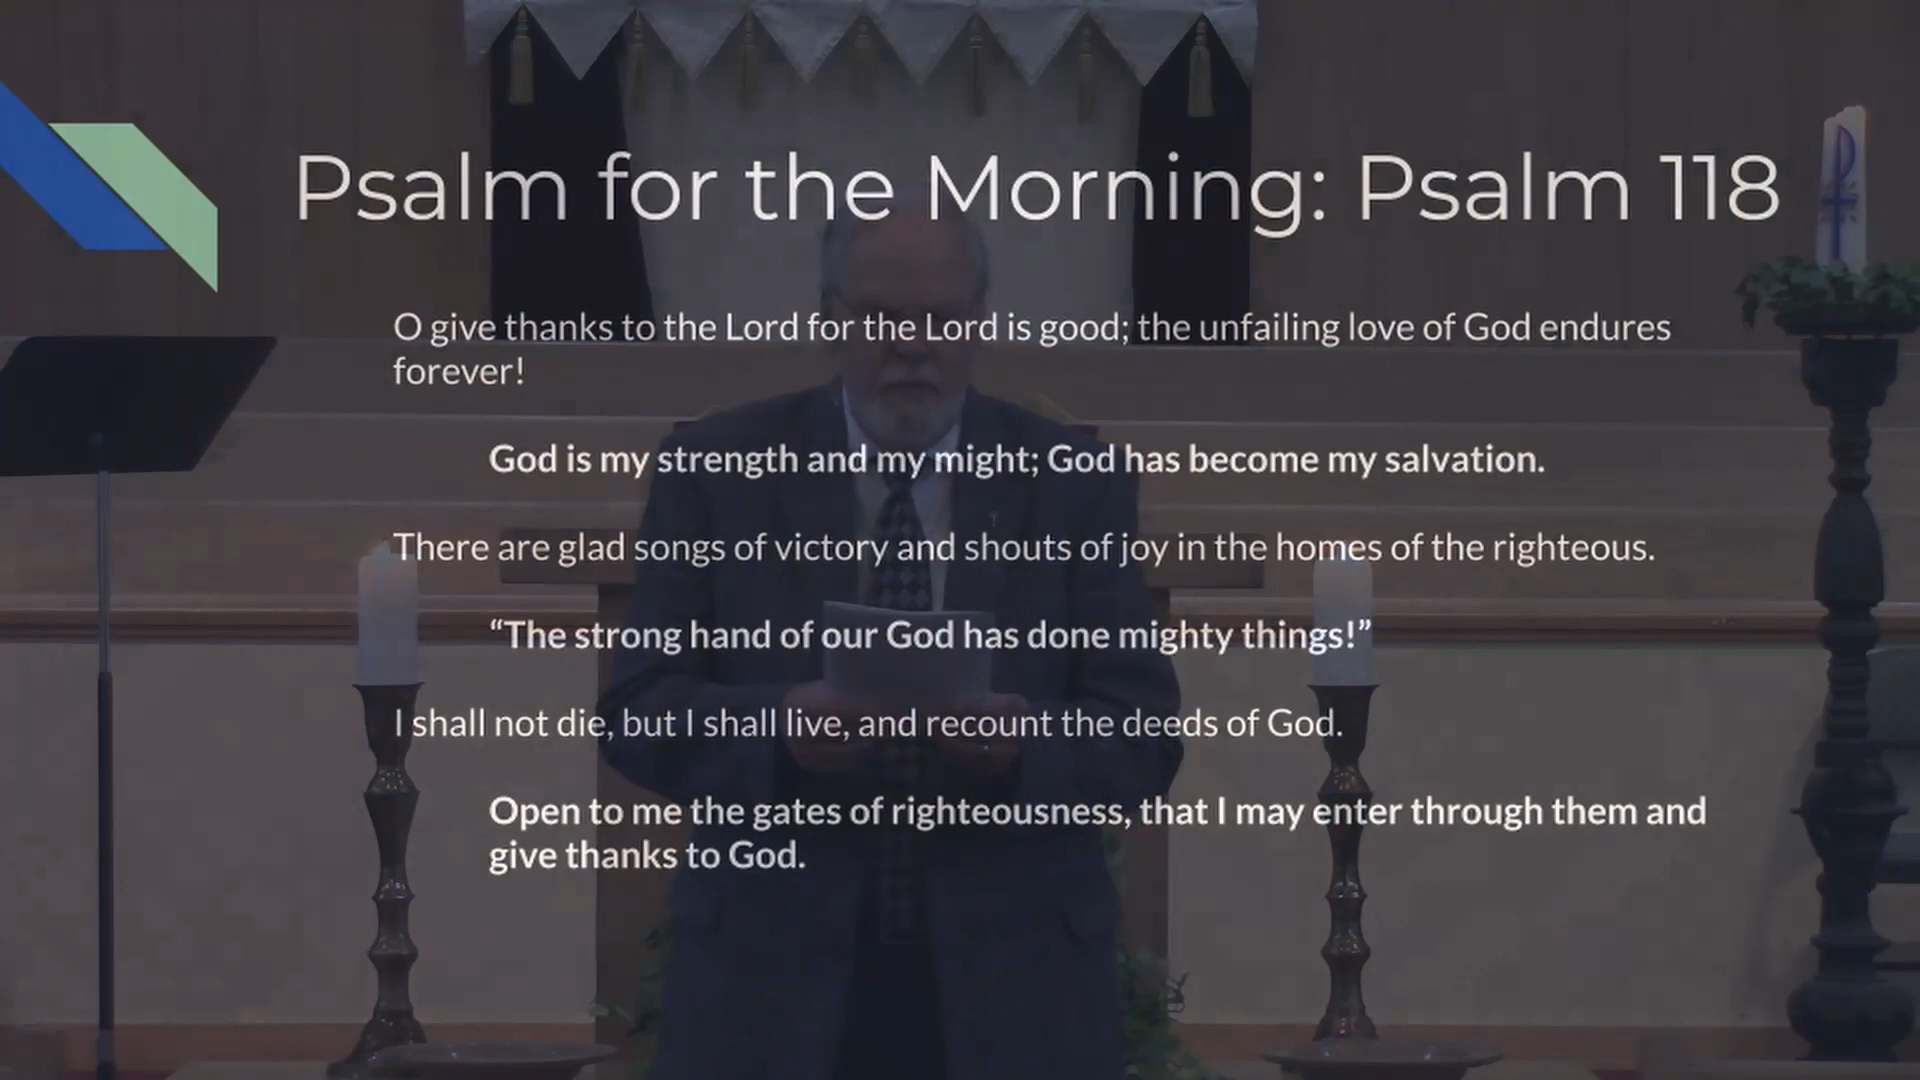 Psalm for the Morning: Psalm 118
O give thanks to the Lord for the Lord is good; the unfailing love of God endures
forever!
God is my strength and my might; God has become my salvation.
There are glad songs of victory and shouts of joy in the homes of the righteous.
“The strong hand of our God has done mighty things!”
I shall not die, but I shall live, and recount the deeds of God.
Open to me the gates of righteousness, that I may enter through them and
give thanks to God.